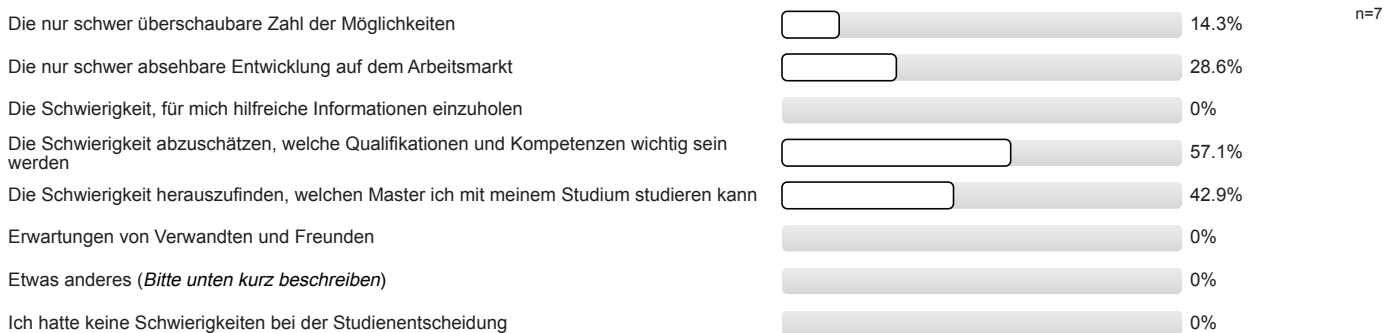 Die nur schwer überschaubare Zahl der Möglichkeiten 14.3% n=7
Die nur schwer absehbare Entwicklung auf dem Arbeitsmarkt 28.6%
Die Schwierigkeit, für mich hilfreiche Informationen einzuholen 0%
Die Schwierigkeit abzuschätzen, welche Qualifikationen und Kompetenzen wichtig sein
werden 57.1%
Die Schwierigkeit herauszufinden, welchen Master ich mit meinem Studium studieren kann 42.9%
Erwartungen von Verwandten und Freunden 0%
Etwas anderes (Bitte unten kurz beschreiben) 0%
Ich hatte keine Schwierigkeiten bei der Studienentscheidung 0%